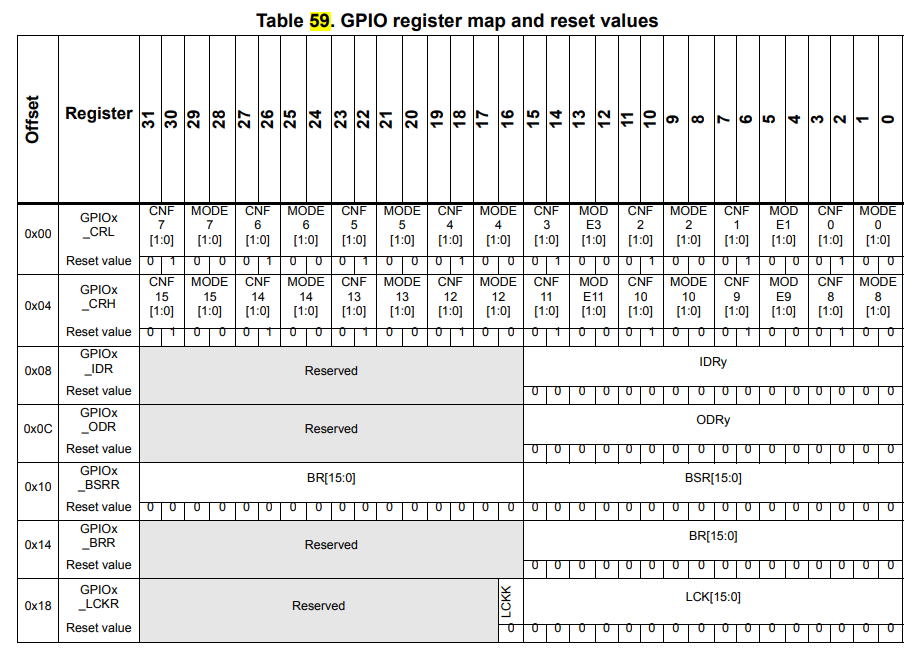 Table 59. GPIO register map and reset values
Offset Register 31 30 29 28 27 26 25 24 23 22 21 20 19 18 17 16 15 14 13 12 11 10 9 8 7 6 5 4 3 2 1 0
0x00
GPIOx
_CRL
CNF MODE CNF MODE CNF MODE CNF MODE CNF MOD CNF MODE CNF MOD CNF MODE
7 7 6 6 5 5 4 4 3 E3 2 2 1 E1 0 0
[1:0] [1:0] [1:0] [1:0] [1:0] [1:0] [1:0] [1:0] [1:0] [1:0] [1:0] [1:0] [1:0] [1:0] [1:0] [1:0]
Reset value 0 1 0 0 0 1 0 0 0 1 0 0 0 1 0 0 0 1 0 0 0 1 0 0 0 1 0 0 0 1 0 0
0x04
GPIOx
_CRH
CNF MODE CNF MODE CNF MODE CNF MODE CNF MOD CNF MODE CNF MOD CNF MODE
15 15 14 14 13 13 12 12 11 E11 10 10 9 E9 8 8
[1:0] [1:0] [1:0] [1:0] [1:0] [1:0] [1:0] [1:0] [1:0] [1:0] [1:0] [1:0] [1:0] [1:0] [1:0] [1:0]
Reset value 0 1 0 0 0 1 0 0 0 1 0 0 0 1 0 0 0 1 0 0 0 1 0 0 0 1 0 0 0 1 0 0
0x08
GPIOx
_IDR
Reserved IDRy
Reset value 0 0 0 0 0 0 0 0 0 0 0 0 0 0 0 0
0x0C
GPIOx
_ODR
Reserved ODRy
Reset value 0 0 0 0 0 0 0 0 0 0 0 0 0 0 0 0
0x10
GPIOx
_BSRR
BR[15:0] BSR[15:0]
Reset value 0 0 0 0 0 0 0 0 0 0 0 0 0 0 0 0 0 0 0 0 0 0 0 0 0 0 0 0 0 0 0 0
0x14
GPIOx
_BRR
Reserved BR[15:0]
Reset value 0 0 0 0 0 0 0 0 0 0 0 0 0 0 0 0
0x18
GPIOx
_LCKR
Reserved LCKK LCK[15:0]
Reset value 0 0 0 0 0 0 0 0 0 0 0 0 0 0 0 0 0